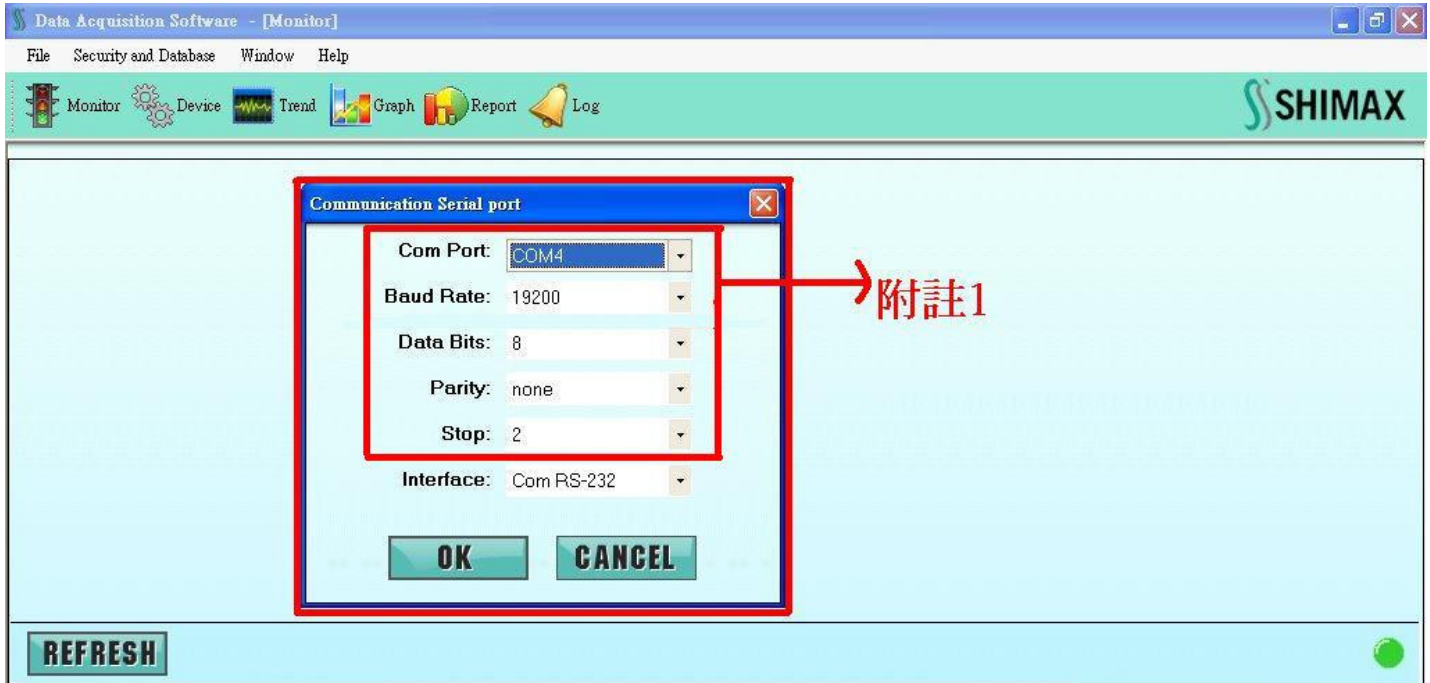 Data Acquisition Software - [Monitor]
File Security and Database Window Help
Monitor Device Trend Graph Report Log SHIMAX
Communication Serial port
Com Port: COM4
Baud Rate: 19200
附註1
Data Bits: 8
Parity: none
Stop: 2
Interface: Com RS-232
OK CANCEL
REFRESH